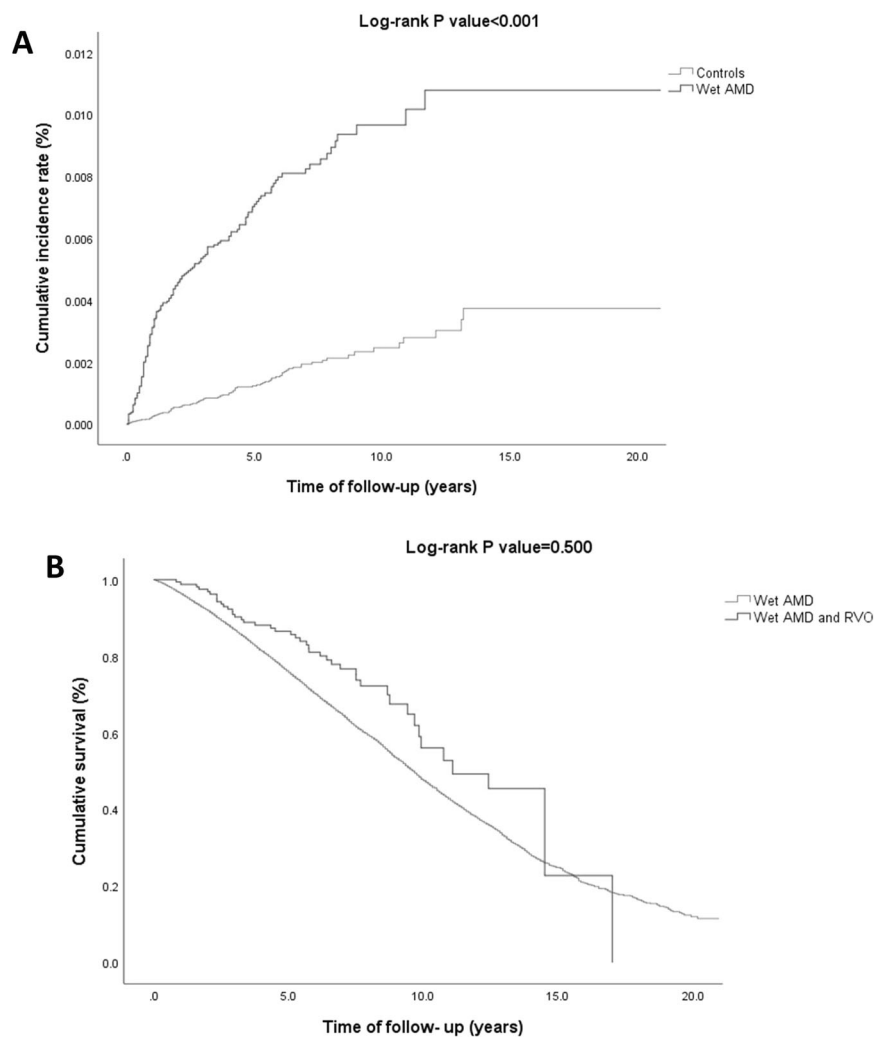 A
Log-rank P value<0.001
Controls
Wet AMD
Cumulative incidence rate (%)
0.012
0.010
0.008
0.006
0.004
0.002
0.000
.0 5.0 10.0 15.0 20.0
Time of follow-up (years)
B
Log-rank P value=0.500
Wet AMD
Wet AMD and RVO
Cumulative survival (%)
1.0
0.8
0.6
0.4
0.2
0.0
.0 5.0 10.0 15.0 20.0
Time of follow- up (years)